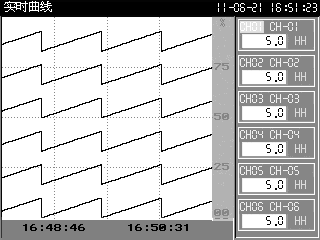 实时曲线 11-06-21 16:51:23
%
75
50
25
00
16:48:46 16:50:31
CH01 CH-01
5.0 HH
CH02 CH-02
5.0 HH
CH03 CH-03
5.0 HH
CH04 CH-04
5.0 HH
CH05 CH-05
5.0 HH
CH06 CH-06
5.0 HH